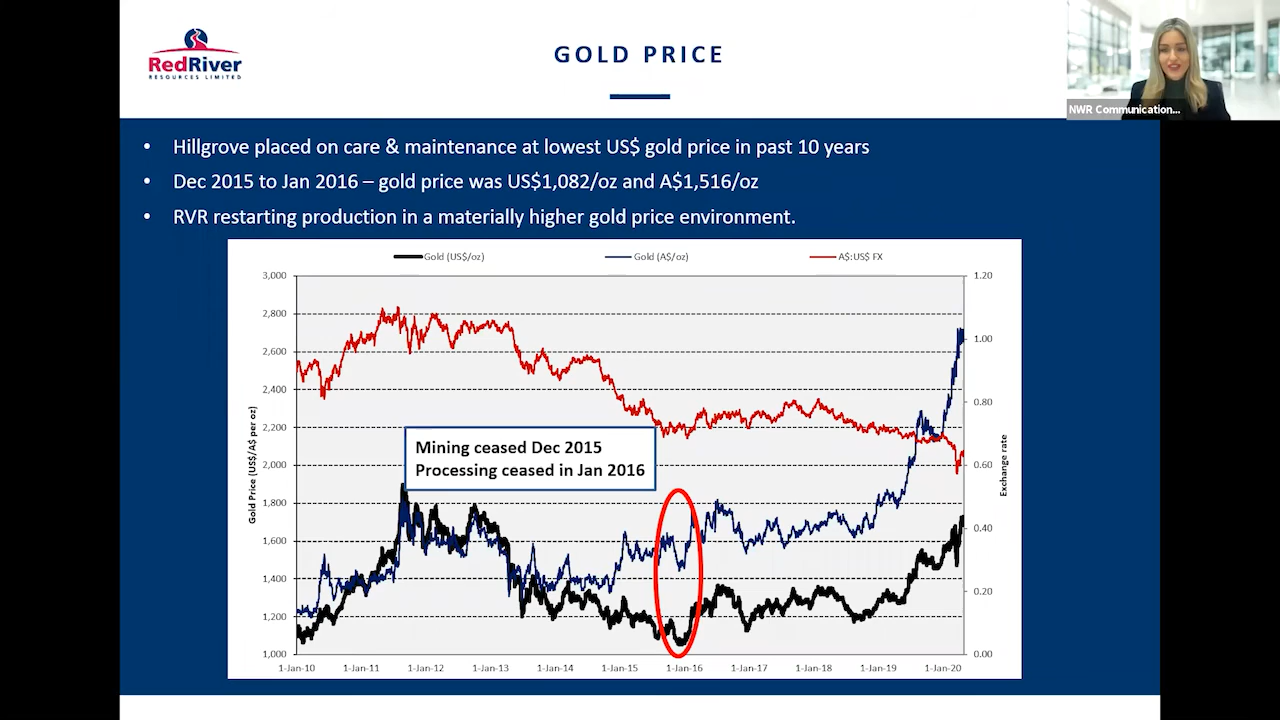 RedRiver
RESOURCES LIMITED
GOLD PRICE
NWR Communication...
• Hillgrove placed on care & maintenance at lowest US$ gold price in past 10 years
• Dec 2015 to Jan 2016 – gold price was US$1,082/oz and A$1,516/oz
• RVR restarting production in a materially higher gold price environment.
Gold (US$/oz) Gold (A$/oz) A$:US$ FX
3,000
2,800
2,600
2,400
2,200
2,000
1,800
1,600
1,400
1,200
1,000
Gold Price (US$/A$ per oz)
Mining ceased Dec 2015
Processing ceased in Jan 2016
1.20
1.00
0.80
0.60
0.40
0.20
0.00
Exchange rate
1-Jan-10 1-Jan-11 1-Jan-12 1-Jan-13 1-Jan-14 1-Jan-15 1-Jan-16 1-Jan-17 1-Jan-18 1-Jan-19 1-Jan-20